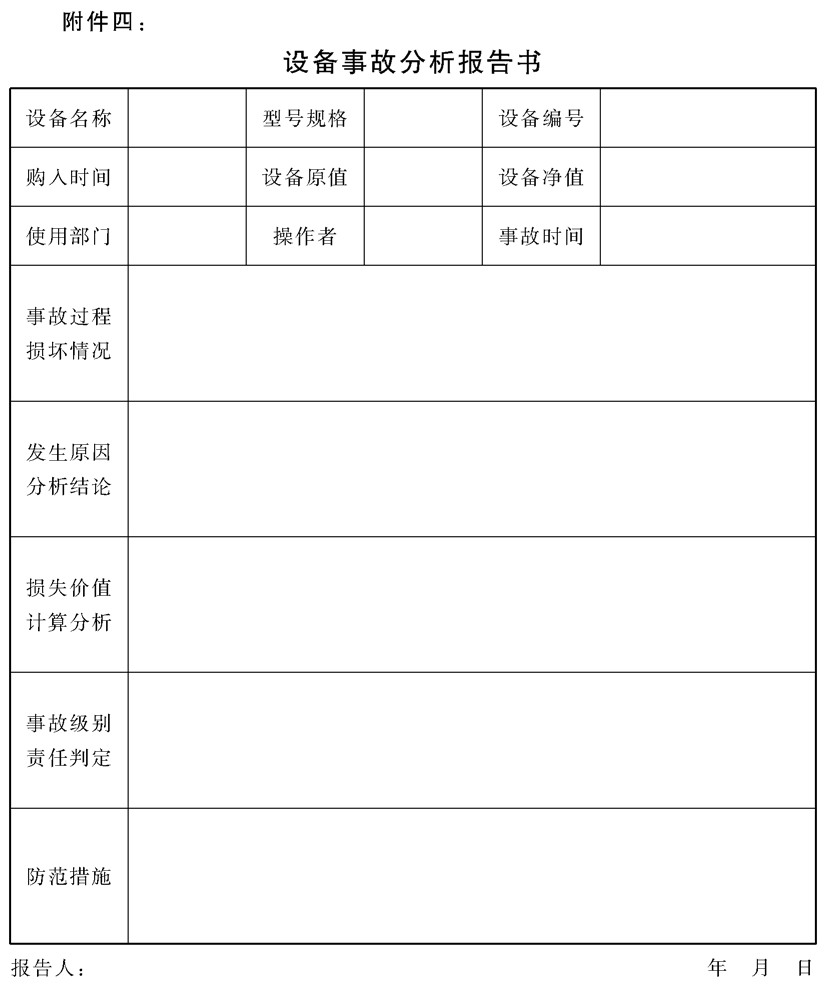 附件四：
设备事故分析报告书
设备名称 型号规格 设备编号
购入时间 设备原值 设备净值
使用部门 操作者 事故时间
事故过程
损坏情况
发生原因
分析结论
损失价值
计算分析
事故级别
责任判定
防范措施
报告人： 年 月 日